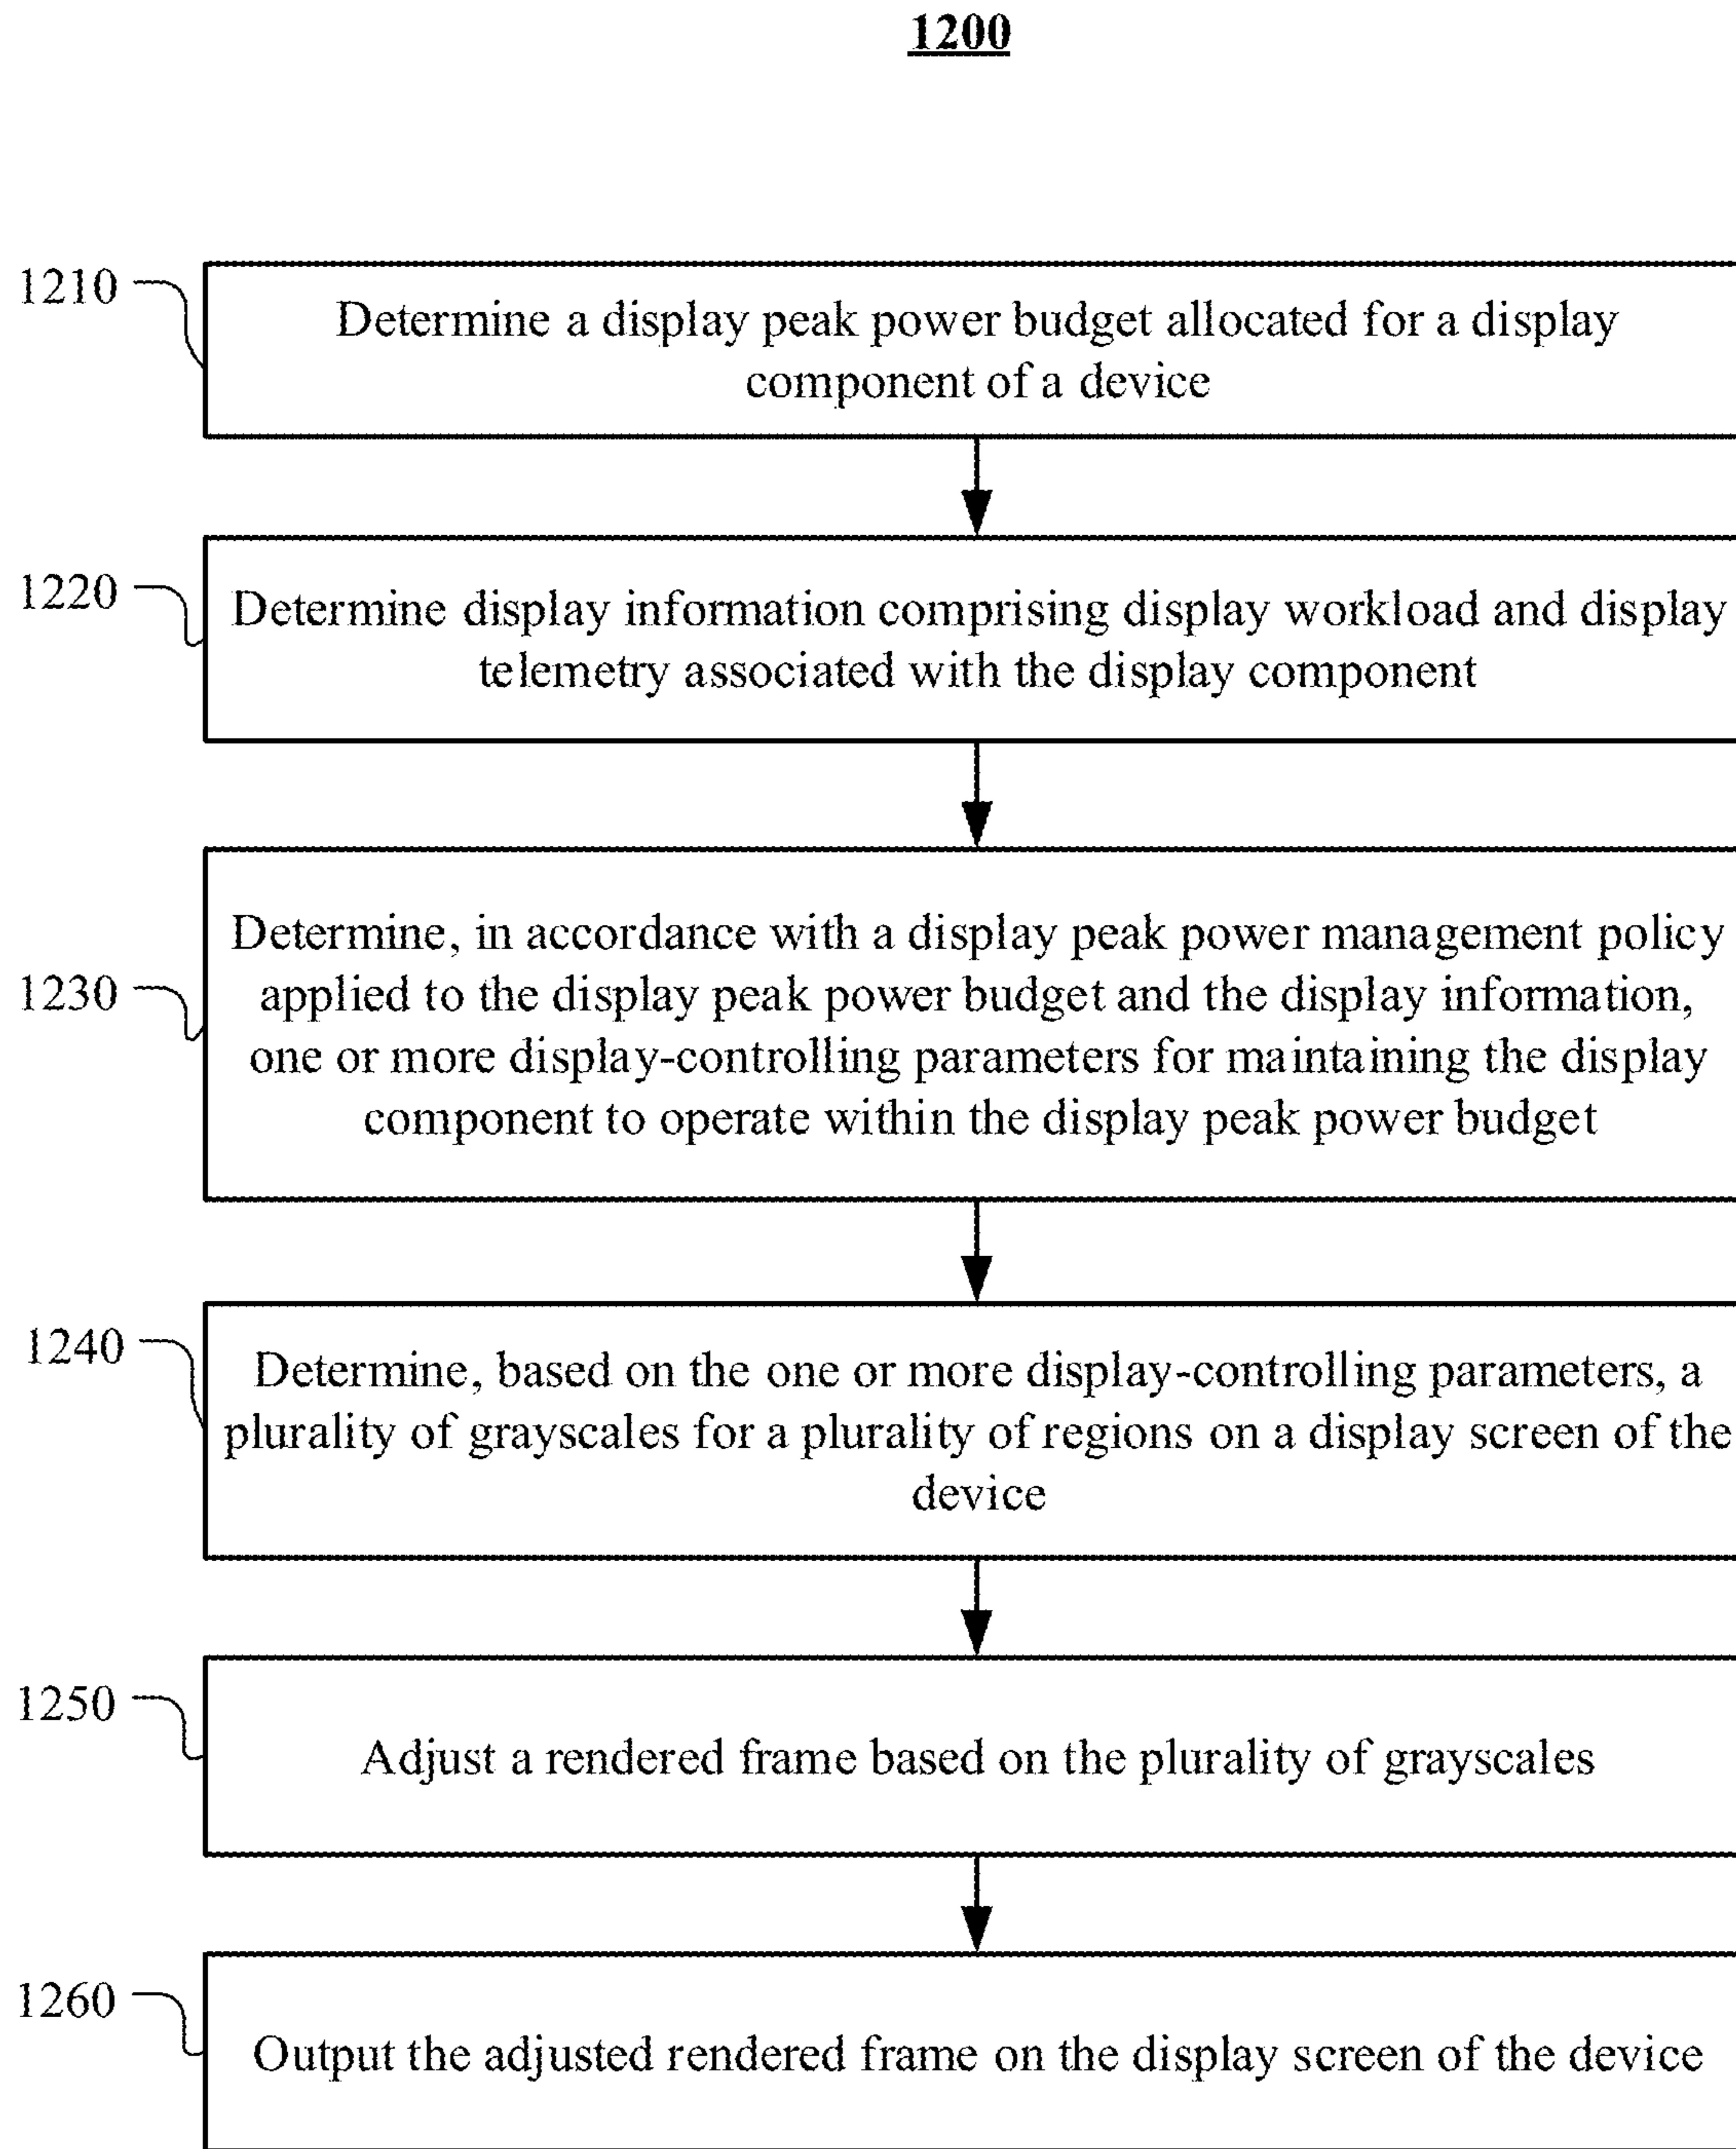 1200
1210
Determine a display peak power budget allocated for a display
component of a device
1220
Determine display information comprising display workload and display
telemetry associated with the display component
1230
Determine, in accordance with a display peak power management policy
applied to the display peak power budget and the display information,
one or more display-controlling parameters for maintaining the display
component to operate within the display peak power budget
1240
Determine, based on the one or more display-controlling parameters, a
plurality of grayscales for a plurality of regions on a display screen of the
device
1250
Adjust a rendered frame based on the plurality of grayscales
1260
Output the adjusted rendered frame on the display screen of the device